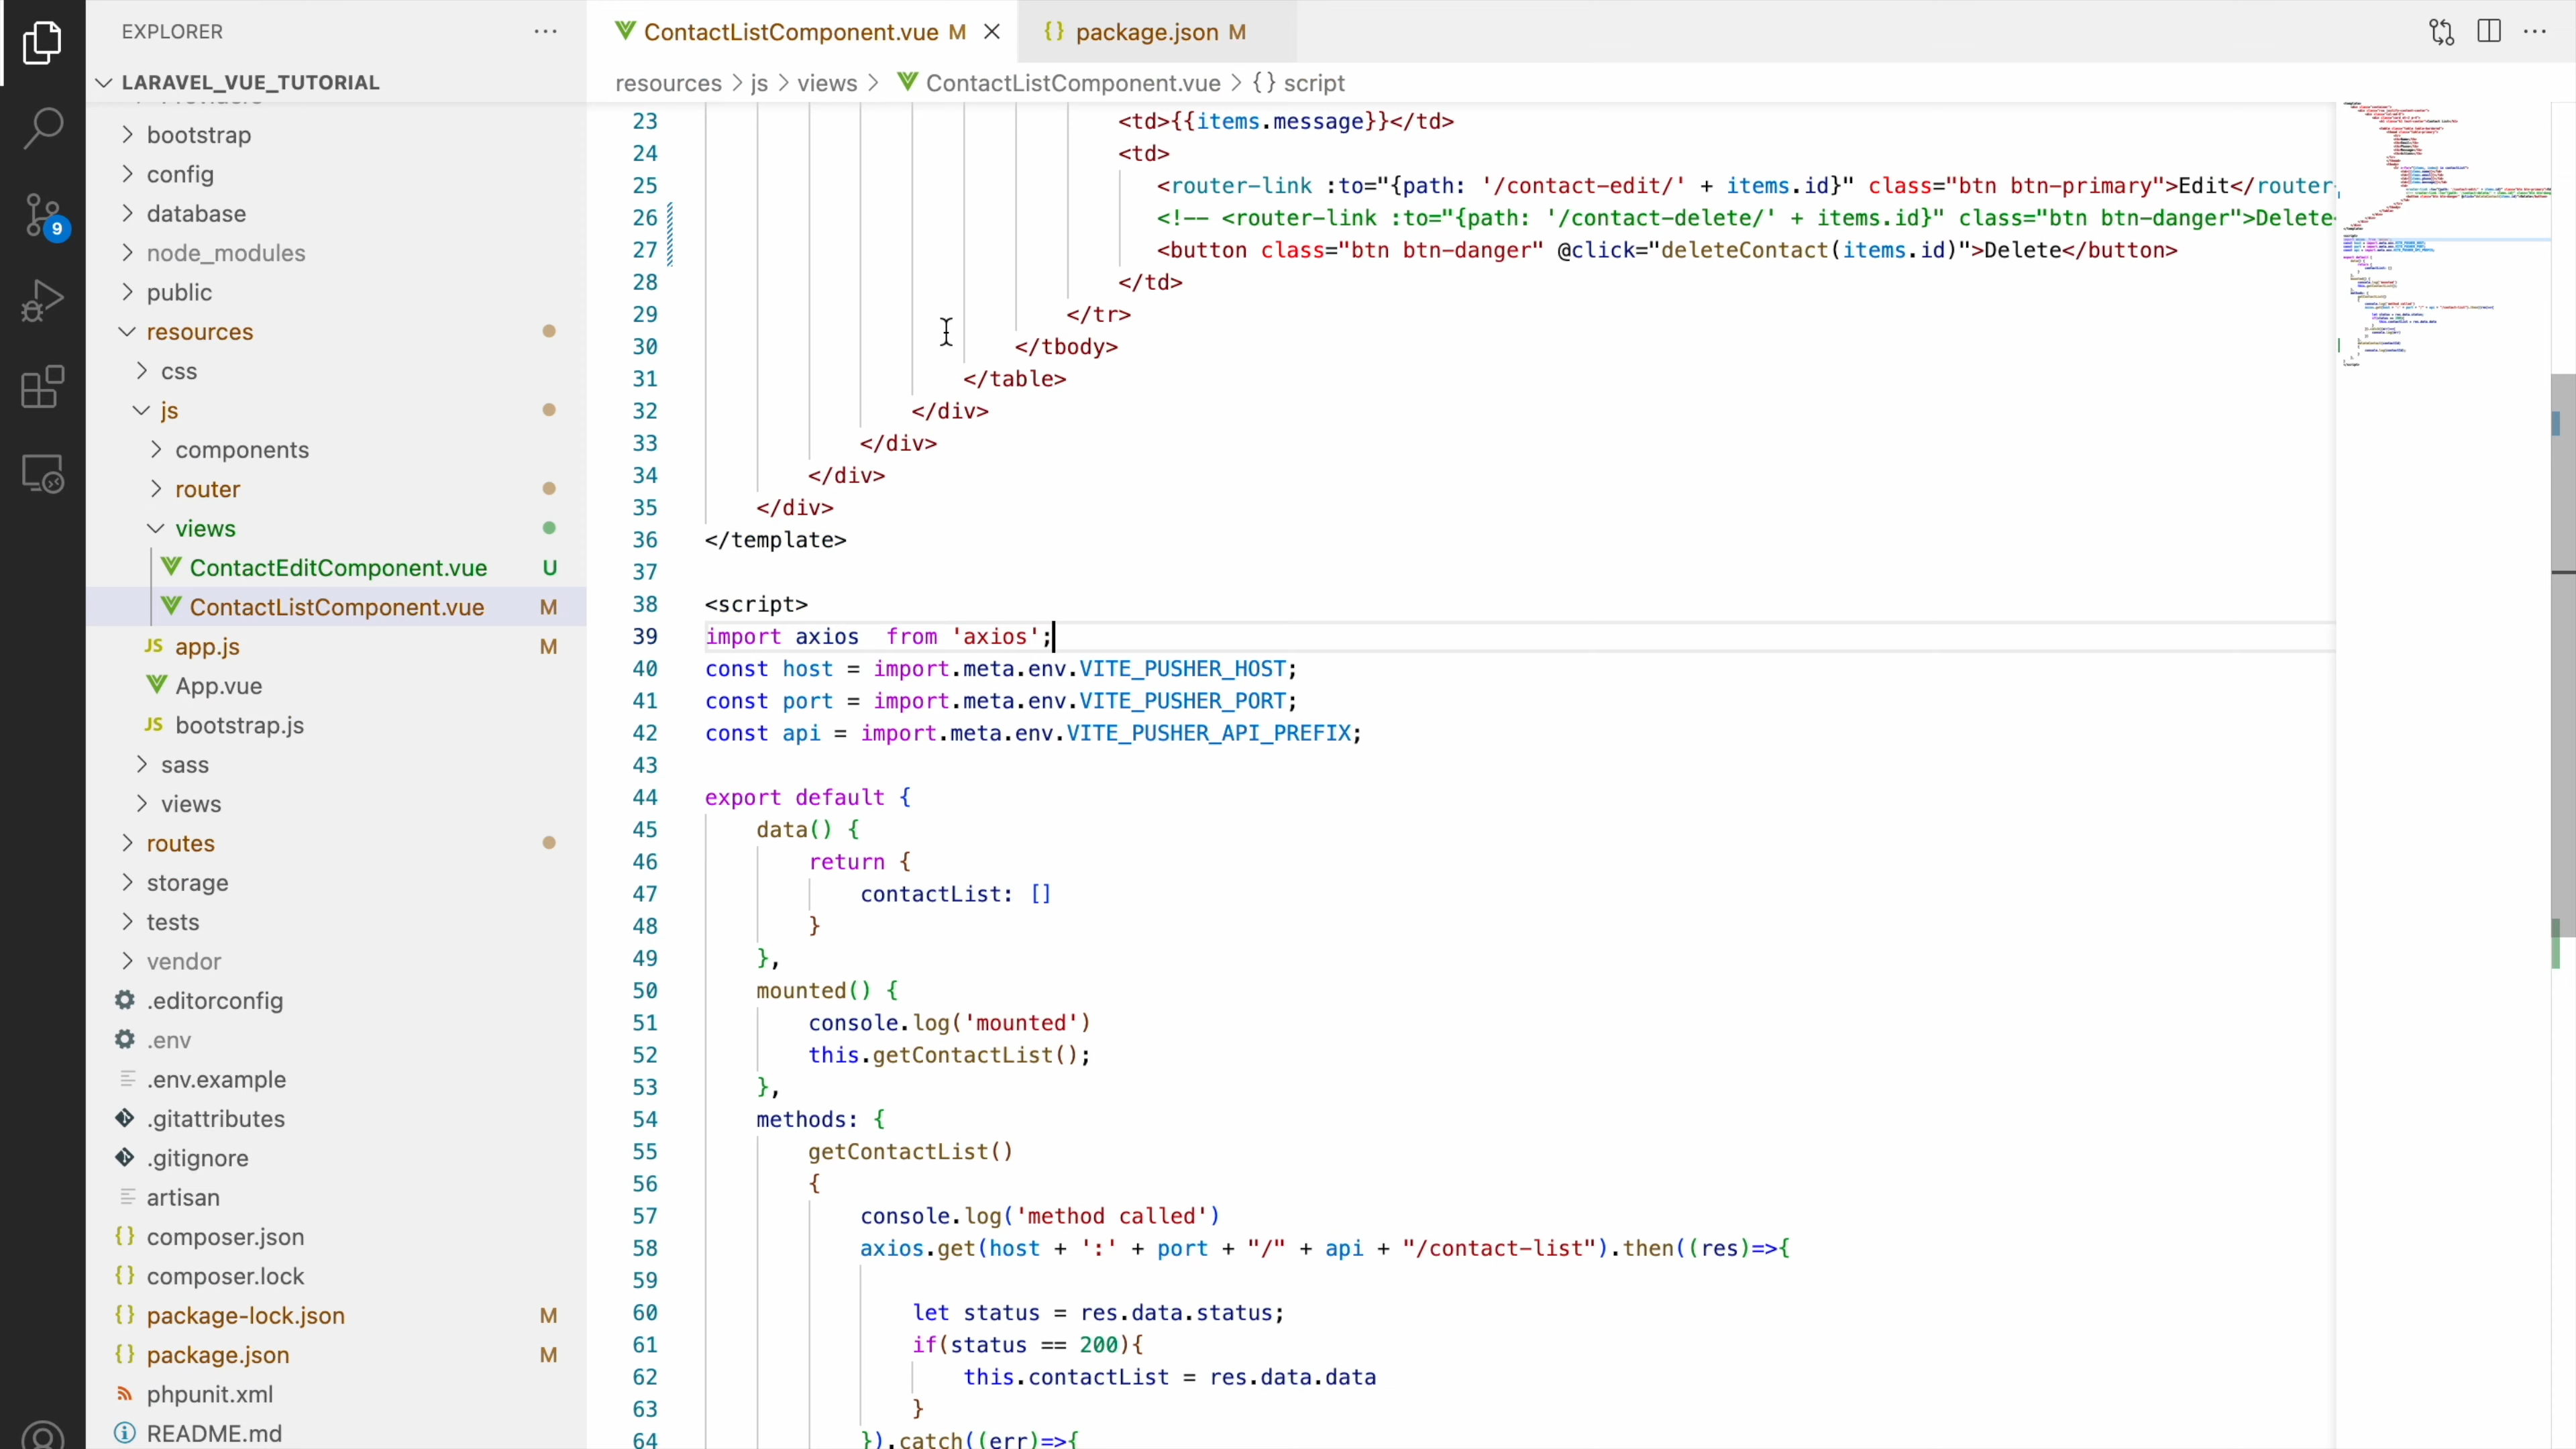 EXPLORER
LARAVEL_VUE_TUTORIAL
bootstrap
config
database
node_modules
public
resources
css
js
components
router
views
ContactEditComponent.vue U
ContactListComponent.vue M
JS app.js M
App.vue
JS bootstrap.js
sass
views
routes
storage
tests
vendor
.editorconfig
.env
.env.example
.gitattributes
.gitignore
artisan
{} composer.json
{} composer.lock
{} package-lock.json M
{} package.json M
phpunit.xml
README.md
9
ContactListComponent.vue M
{} package.json M
resources > js > views > ContactListComponent.vue > {} script
23 <td>{{items.message}}</td>
24 <td>
25 <router-link :to="{path: '/contact-edit/' + items.id}" class="btn btn-primary">Edit</router-
26 <!-- <router-link :to="{path: '/contact-delete/' + items.id}" class="btn btn-danger">Delete<
27 <button class="btn btn-danger" @click="deleteContact(items.id)">Delete</button>
28 </td>
29 </tr>
30 </tbody>
31 </table>
32 </div>
33 </div>
34 </div>
35 </div>
36 </template>
37
38 <script>
39 import axios  from 'axios';
40 const host = import.meta.env.VITE_PUSHER_HOST;
41 const port = import.meta.env.VITE_PUSHER_PORT;
42 const api = import.meta.env.VITE_PUSHER_API_PREFIX;
43
44 export default {
45 data() {
46 return {
47 contactList: []
48 }
49 },
50 mounted() {
51 console.log('mounted')
52 this.getContactList();
53 },
54 methods: {
55 getContactList()
56 {
57 console.log('method called')
58 axios.get(host + ':' + port + "/" + api + "/contact-list").then((res)=>{
59
60 let status = res.data.status;
61 if(status == 200){
62 this.contactList = res.data.data
63 }
64 }).catch((err)=>{